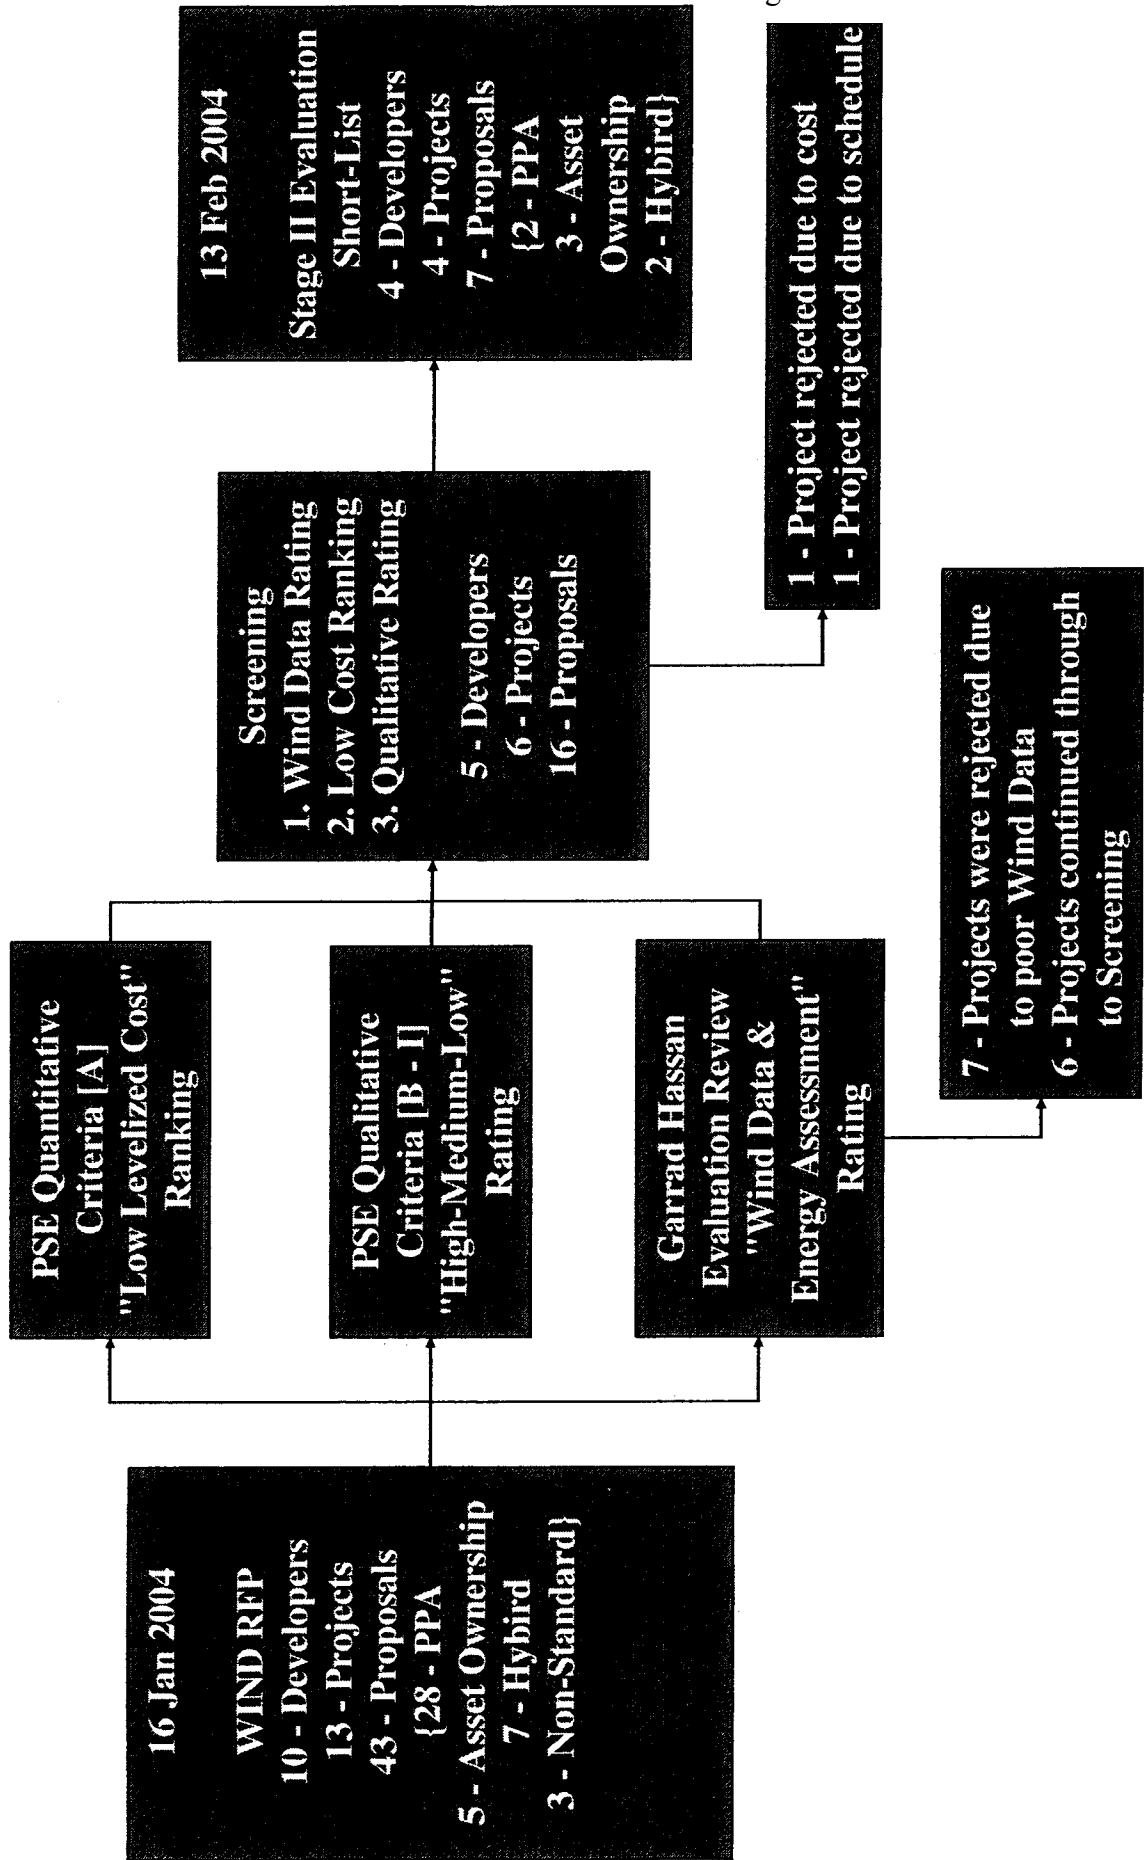 16 Jan 2004
WIND RFP
10 - Developers
13 - Projects
43 - Proposals
{28 - PPA
5 - Asset Ownership
7 - Hybird
3 - Non-Standard}
PSE Quantitative
Criteria [A]
"Low Levelized Cost"
Ranking
PSE Qualitative
Criteria [B - I]
"High-Medium-Low"
Rating
Garrad Hassan
Evaluation Review
"Wind Data &
Energy Assessment"
Rating
7 - Projects were rejected due
to poor Wind Data
6 - Projects continued through
to Screening
Screening
1. Wind Data Rating
2. Low Cost Ranking
3. Qualitative Rating
5 - Developers
6 - Projects
16 - Proposals
1 - Project rejected due to cost
1 - Project rejected due to schedule
13 Feb 2004
Stage II Evaluation
Short-List
4 - Developers
4 - Projects
7 - Proposals
{2 - PPA
3 - Asset
Ownership
2 - Hybird}